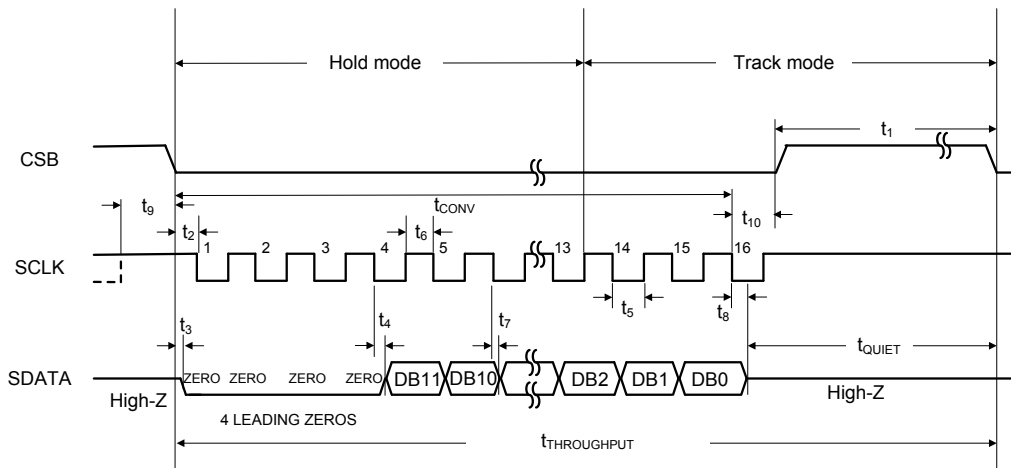 Hold mode
Track mode
t1
CSB
t9
tCONV
t10
t2
t6
1 2 3 4 5 13 14 15 16
SCLK
t3
t4
t7
t5
t8
tQUIET
ZERO ZERO ZERO ZERO
DB11 DB10 DB2 DB1 DB0
SDATA
High-Z
High-Z
4 LEADING ZEROS
tTHROUGHPUT